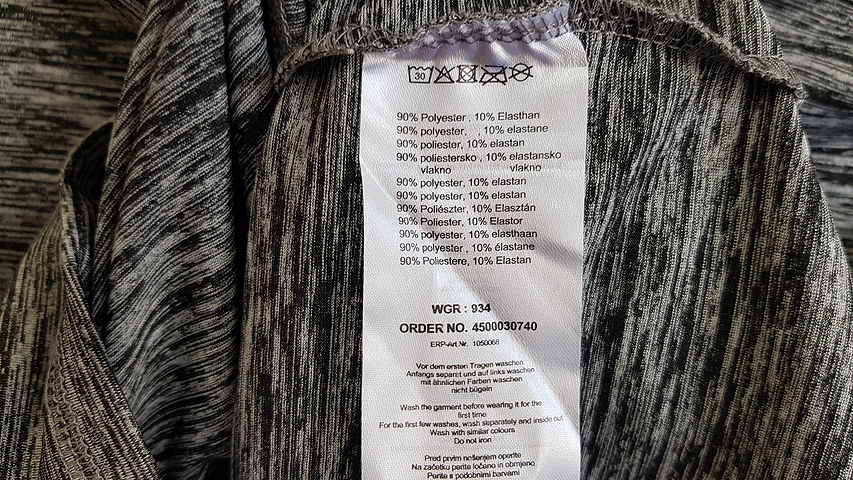 30
90% Polyester , 10% Elasthan
90% polyester, , 10% elastane
90% poliester, 10% elastan
90% poliestersko , 10% elastansko
vlakno vlakno
90% polyester, 10% elastan
90% polyester, 10% elastan
90% Poliészter, 10% Elasztán
90% Poliester, 10% Elastor
90% polyester, 10% elasthaan
90% polyester , 10% élastane
90% Poliestere, 10% Elastan
WGR : 934
ORDER NO. 4500030740
ERP-Art.Nr. 1050068
Vor dem ersten Tragen waschen
Anfangs separat und auf links waschen
mit ähnlichen Farben waschen
nicht bügeln
Wash the garment before wearing it for the
first time
For the first few washes, wash separately and inside out
Wash with similar colours
Do not iron
Pred prvim nošenjem operite
Na začetku perite ločeno in obrnjeno
Perite s podobnimi barvami